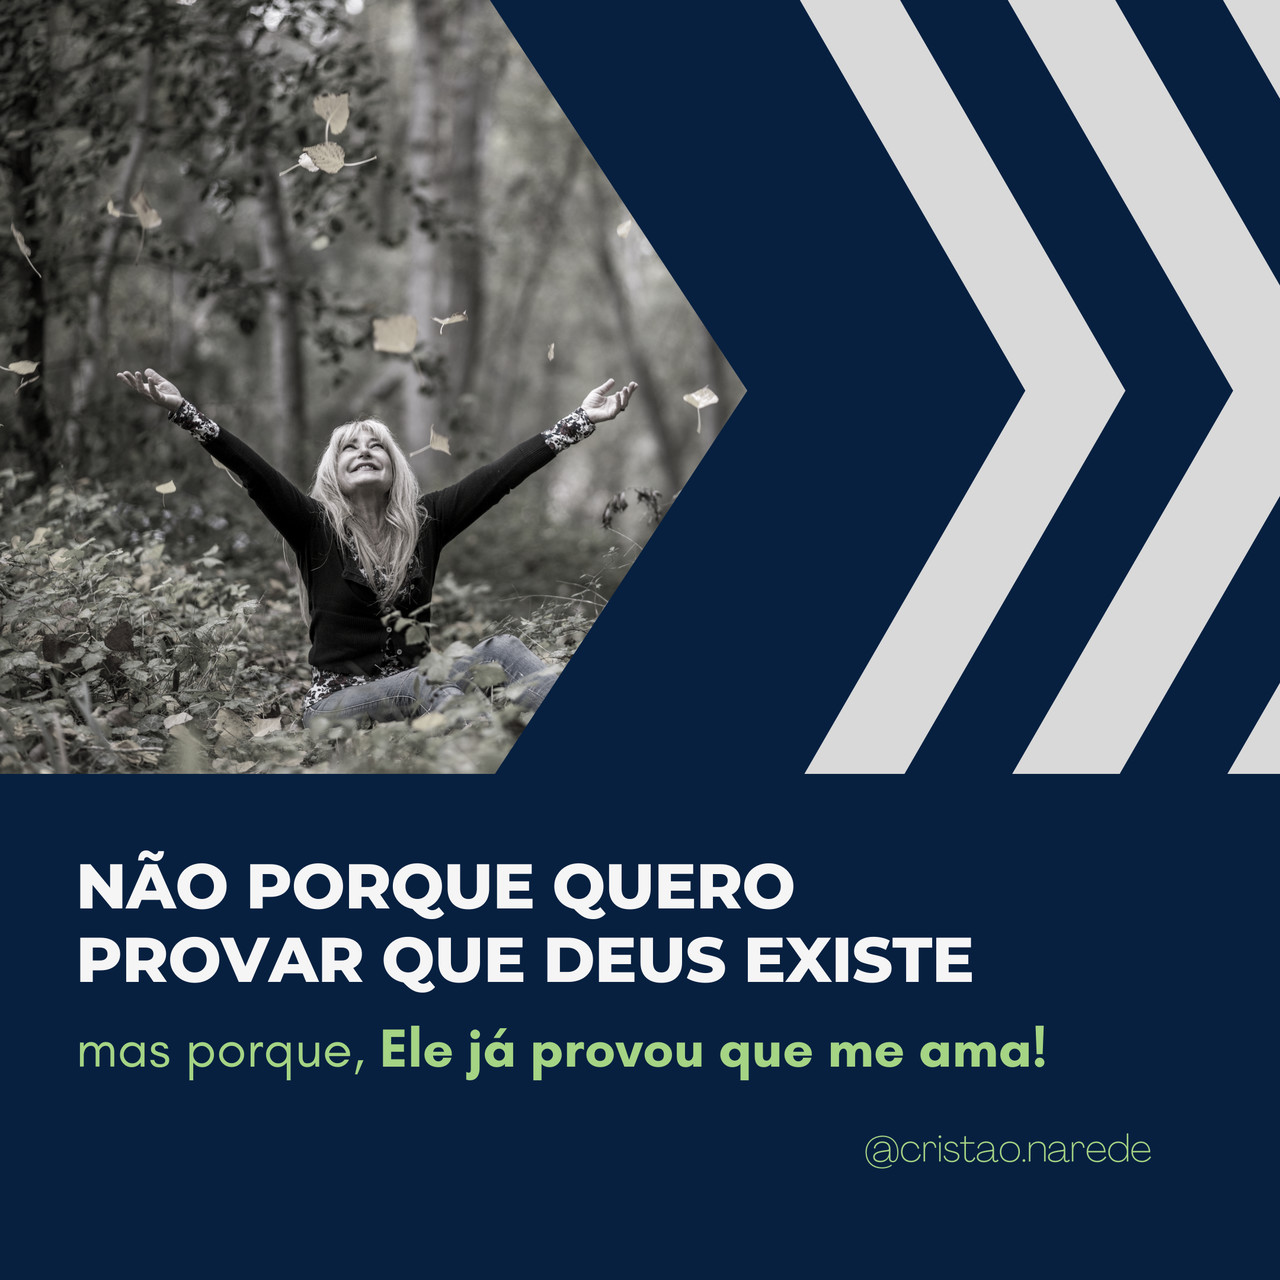 NÃO PORQUE QUERO
PROVAR QUE DEUS EXISTE
mas porque, Ele já provou que me ama!
@cristao.narede